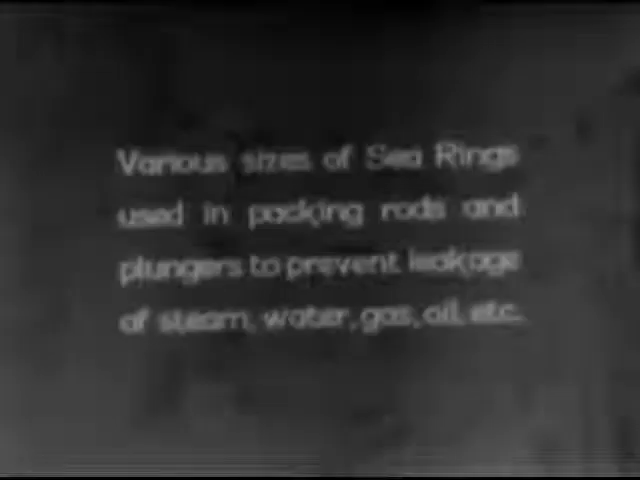 Various sizes of Sea Rings
used in packing rods and
plungers to prevent leakage
of steam, water, gas, oil, etc.